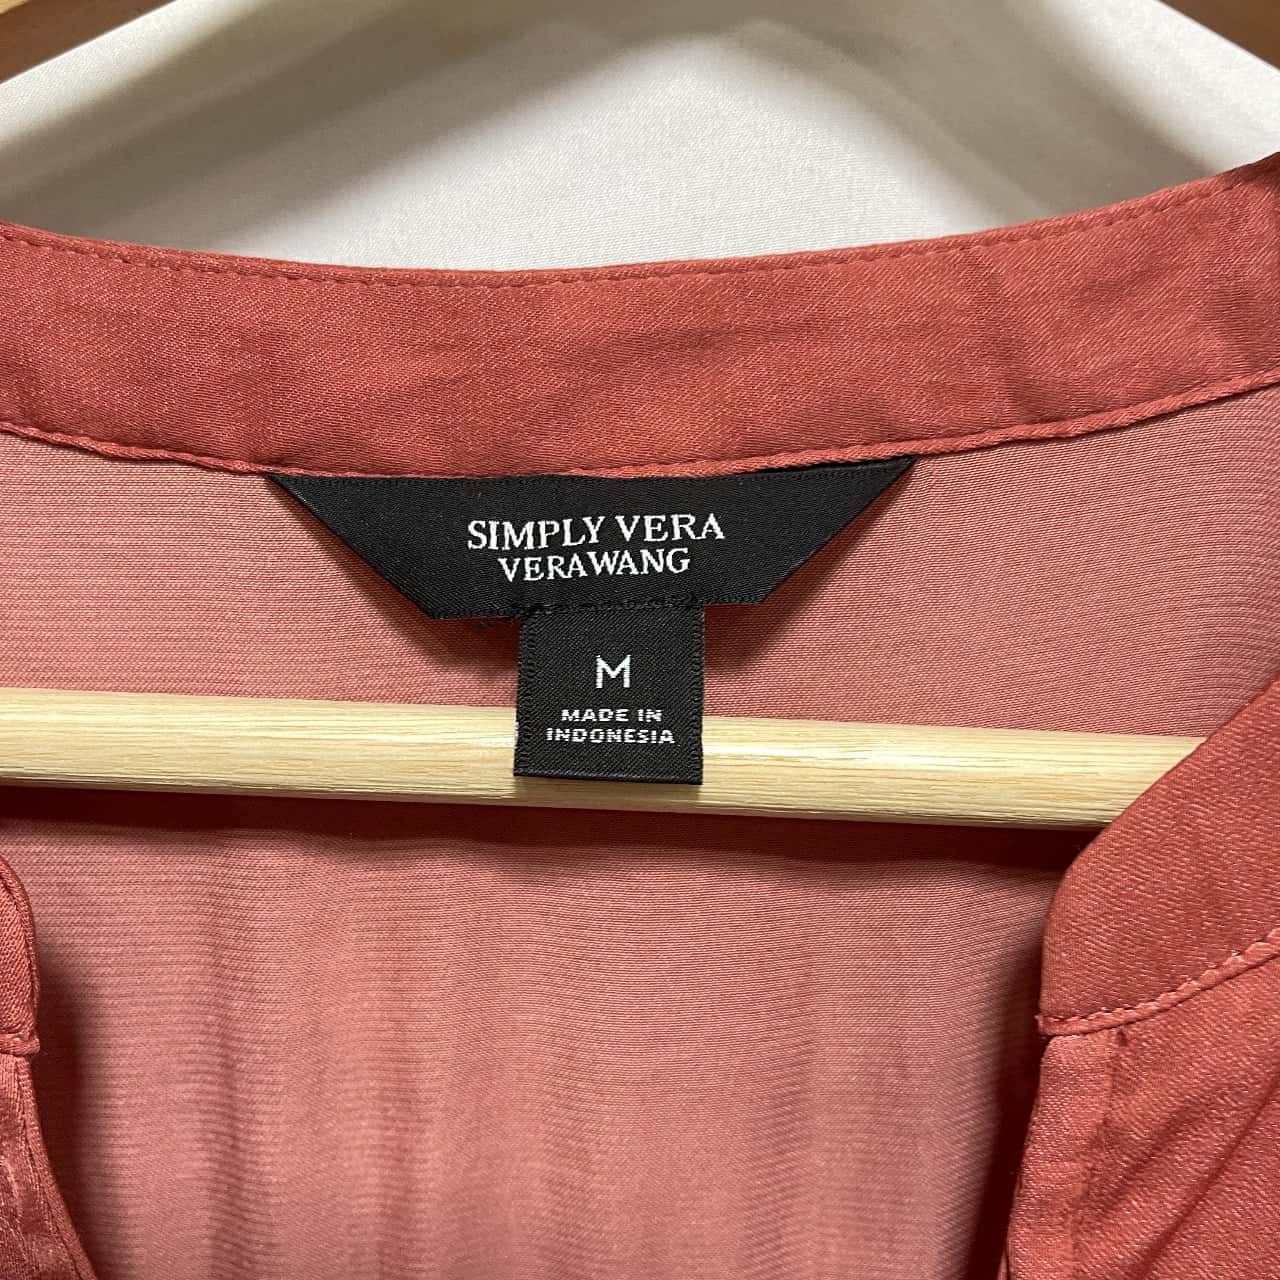 SIMPLY VERA
VERAWANG
M
MADE IN
INDONESIA